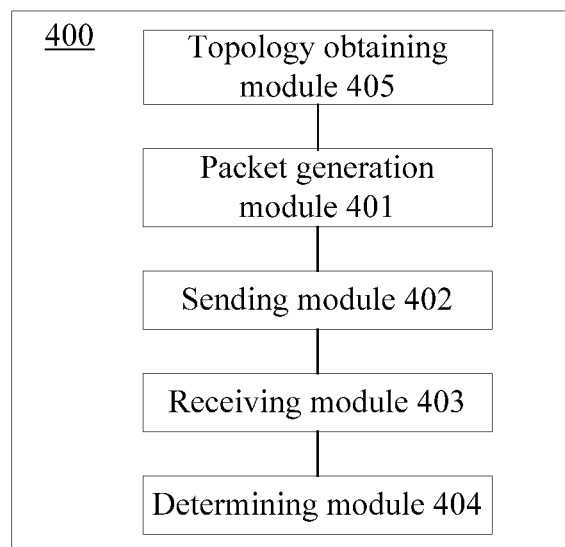 400
Topology obtaining
module 405
Packet generation
module 401
Sending module 402
Receiving module 403
Determining module 404